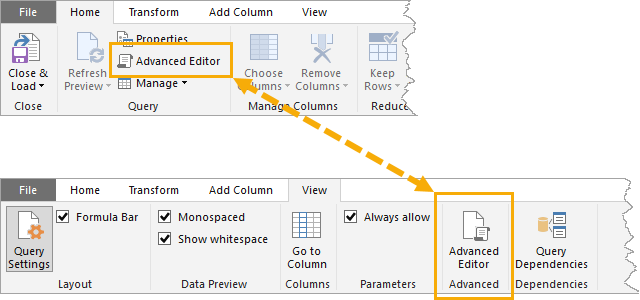 File Home Transform Add Column View
Properties
Advanced Editor
Manage
Close & Load
Refresh Preview
Choose Columns
Remove Columns
Keep Rows
Close Query Manage Columns Reduce
File Home Transform Add Column View
Formula Bar Monospaced Always allow
Show whitespace
Query Settings
Go to Column
Advanced Editor
Query Dependencies
Layout Data Preview Columns Parameters Advanced Dependencies